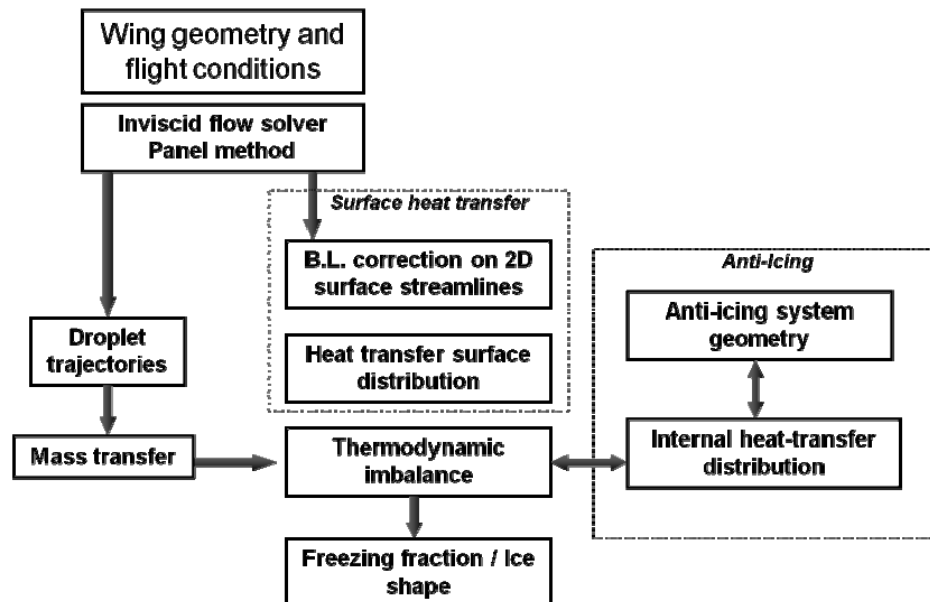 Wing geometry and
flight conditions
Inviscid flow solver
Panel method
Surface heat transfer
B.L. correction on 2D
surface streamlines
Heat transfer surface
distribution
Droplet
trajectories
Mass transfer
Thermodynamic
imbalance
Freezing fraction / Ice
shape
Anti-Icing
Anti-icing system
geometry
Internal heat-transfer
distribution